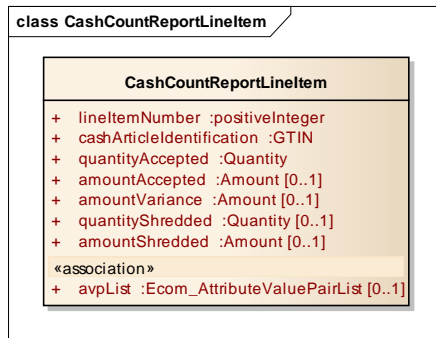 class CashCountReportLineItem
CashCountReportLineItem
+ lineItemNumber :positiveInteger
+ cashArticleIdentification :GTIN
+ quantityAccepted :Quantity
+ amountAccepted :Amount [0..1]
+ amountVariance :Amount [0..1]
+ quantityShredded :Quantity [0..1]
+ amountShredded :Amount [0..1]
«association»
+ avpList :Ecom_AttributeValuePairList [0..1]